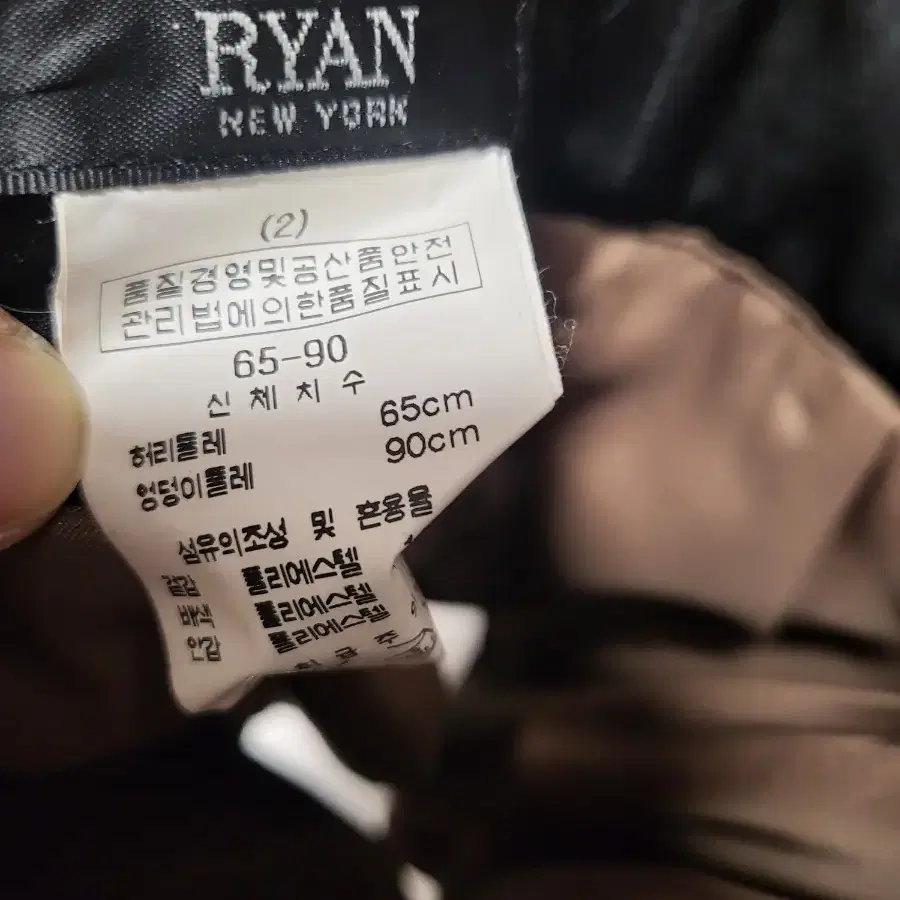 RYAN
NEW YORK
(2)
품질경영및공산품안전
관리법에의한품질표시
65-90
신체치수
허리둘레 65cm
엉덩이둘레 90cm
섬유의조성 및 혼용율
겉감 폴리에스텔
배색 폴리에스텔
안감 폴리에스텔